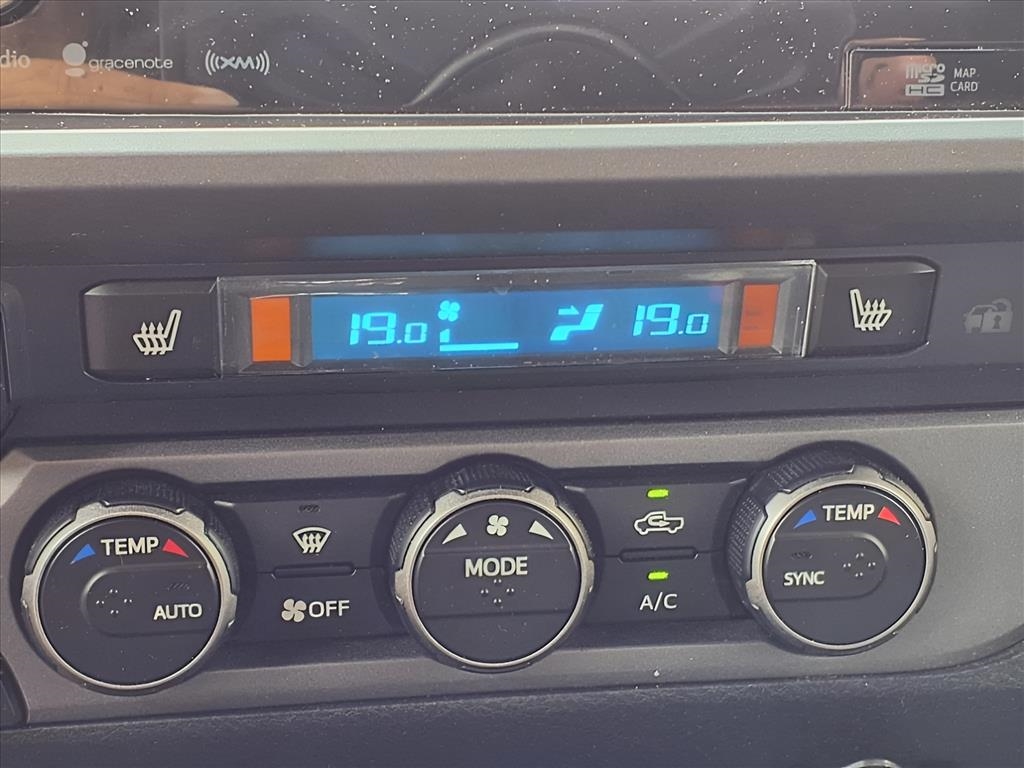 dio gracenote ((XM)) micro SD HC MAP CARD
19.0 19.0
TEMP AUTO
OFF
MODE
A/C
TEMP SYNC